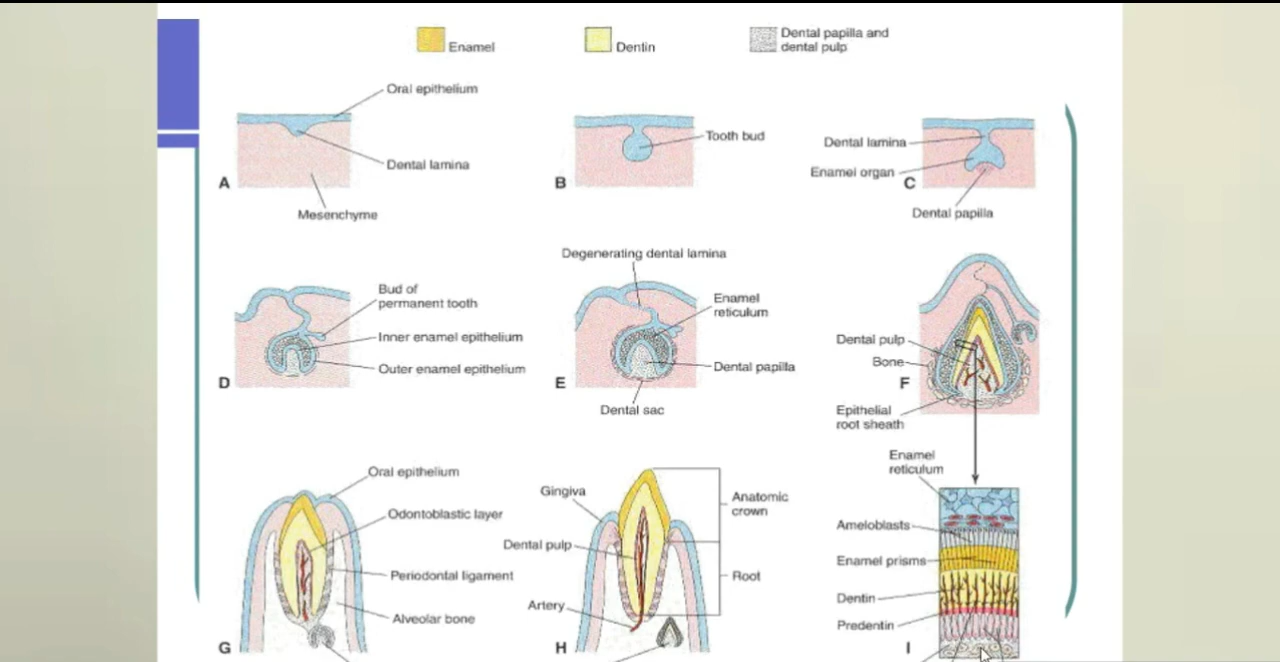 Enamel
Dentin
Dental papilla and
dental pulp
Oral epithelium
Dental lamina
Mesenchyme
A
Tooth bud
B
Dental lamina
Enamel organ
C
Dental papilla
Bud of
permanent tooth
Inner enamel epithelium
Outer enamel epithelium
D
Degenerating dental lamina
Enamel
reticulum
Dental papilla
E
Dental sac
Dental pulp
Bone
F
Epithelial
root sheath
Oral epithelium
Odontoblastic layer
Periodontal ligament
Alveolar bone
G
Gingiva
Anatomic
crown
Dental pulp
Root
Artery
H
Enamel
reticulum
Ameloblasts
Enamel prisms
Dentin
Predentin
I